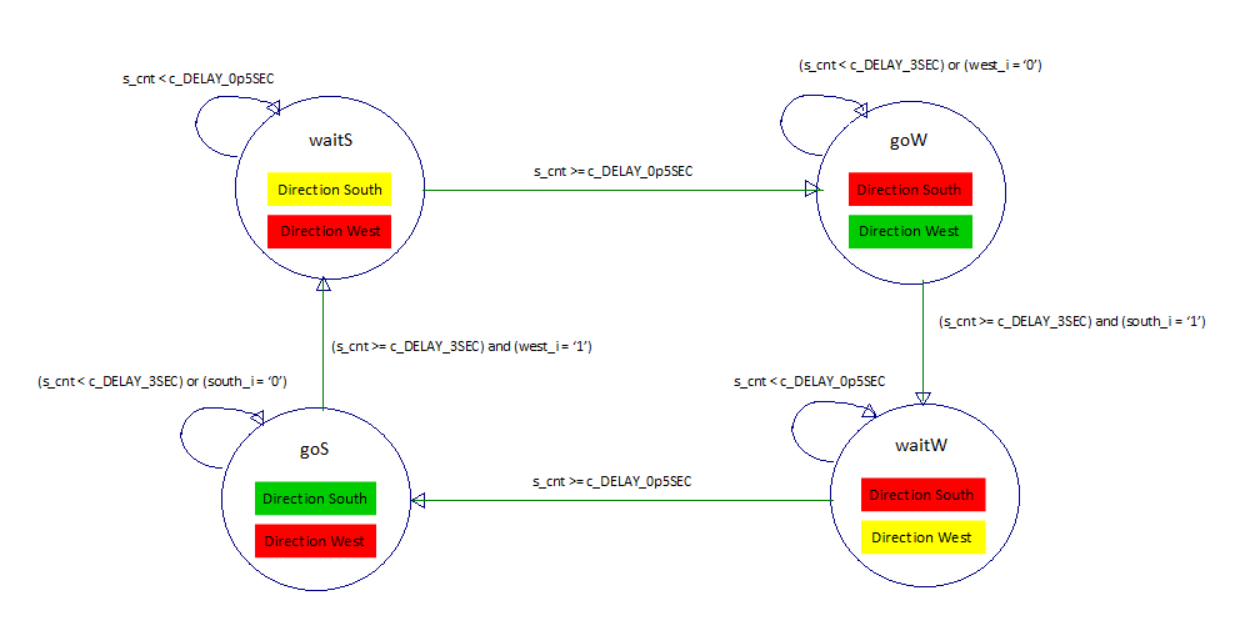 s_cnt < c_DELAY_0p5SEC
(s_cnt < c_DELAY_3SEC) or (west_i = ‘0’)
waitS
Direction South
Direction West
s_cnt >= c_DELAY_0p5SEC
goW
Direction South
Direction West
(s_cnt >= c_DELAY_3SEC) and (west_i = ‘1’)
(s_cnt >= c_DELAY_3SEC) and (south_i = ‘1’)
(s_cnt < c_DELAY_3SEC) or (south_i = ‘0’)
s_cnt < c_DELAY_0p5SEC
goS
Direction South
Direction West
s_cnt >= c_DELAY_0p5SEC
waitW
Direction South
Direction West